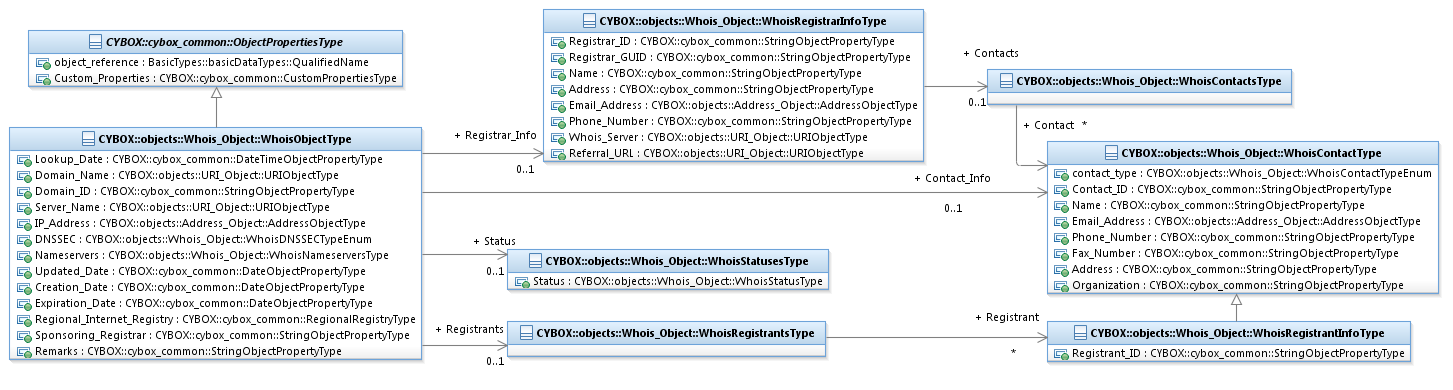 CYBOX::cybox_common::ObjectPropertiesType
object_reference : BasicTypes::basicDataTypes::QualifiedName
Custom_Properties : CYBOX::cybox_common::CustomPropertiesType
CYBOX::objects::Whois_Object::WhoisObjectType
Lookup_Date : CYBOX::cybox_common::DateTimeObjectPropertyType
Domain_Name : CYBOX::objects::URI_Object::URIObjectType
Domain_ID : CYBOX::cybox_common::StringObjectPropertyType
Server_Name : CYBOX::objects::URI_Object::URIObjectType
IP_Address : CYBOX::objects::Address_Object::AddressObjectType
DNSSEC : CYBOX::objects::Whois_Object::WhoisDNSSECTypeEnum
Nameservers : CYBOX::objects::Whois_Object::WhoisNameserversType
Updated_Date : CYBOX::cybox_common::DateObjectPropertyType
Creation_Date : CYBOX::cybox_common::DateObjectPropertyType
Expiration_Date : CYBOX::cybox_common::DateObjectPropertyType
Regional_Internet_Registry : CYBOX::cybox_common::RegionalRegistryType
Sponsoring_Registrar : CYBOX::cybox_common::StringObjectPropertyType
Remarks : CYBOX::cybox_common::StringObjectPropertyType
+ Registrar_Info
0..1
CYBOX::objects::Whois_Object::WhoisRegistrarInfoType
Registrar_ID : CYBOX::cybox_common::StringObjectPropertyType
Registrar_GUID : CYBOX::cybox_common::StringObjectPropertyType
Name : CYBOX::cybox_common::StringObjectPropertyType
Address : CYBOX::cybox_common::StringObjectPropertyType
Email_Address : CYBOX::objects::Address_Object::AddressObjectType
Phone_Number : CYBOX::cybox_common::StringObjectPropertyType
Whois_Server : CYBOX::objects::URI_Object::URIObjectType
Referral_URL : CYBOX::objects::URI_Object::URIObjectType
+ Contacts
0..1
CYBOX::objects::Whois_Object::WhoisContactsType
+ Contact *
+ Contact_Info
0..1
CYBOX::objects::Whois_Object::WhoisContactType
contact_type : CYBOX::objects::Whois_Object::WhoisContactTypeEnum
Contact_ID : CYBOX::cybox_common::StringObjectPropertyType
Name : CYBOX::cybox_common::StringObjectPropertyType
Email_Address : CYBOX::objects::Address_Object::AddressObjectType
Phone_Number : CYBOX::cybox_common::StringObjectPropertyType
Fax_Number : CYBOX::cybox_common::StringObjectPropertyType
Address : CYBOX::cybox_common::StringObjectPropertyType
Organization : CYBOX::cybox_common::StringObjectPropertyType
+ Status
0..1
CYBOX::objects::Whois_Object::WhoisStatusesType
Status : CYBOX::objects::Whois_Object::WhoisStatusType
+ Registrants
0..1
CYBOX::objects::Whois_Object::WhoisRegistrantsType
+ Registrant
*
CYBOX::objects::Whois_Object::WhoisRegistrantInfoType
Registrant_ID : CYBOX::cybox_common::StringObjectPropertyType